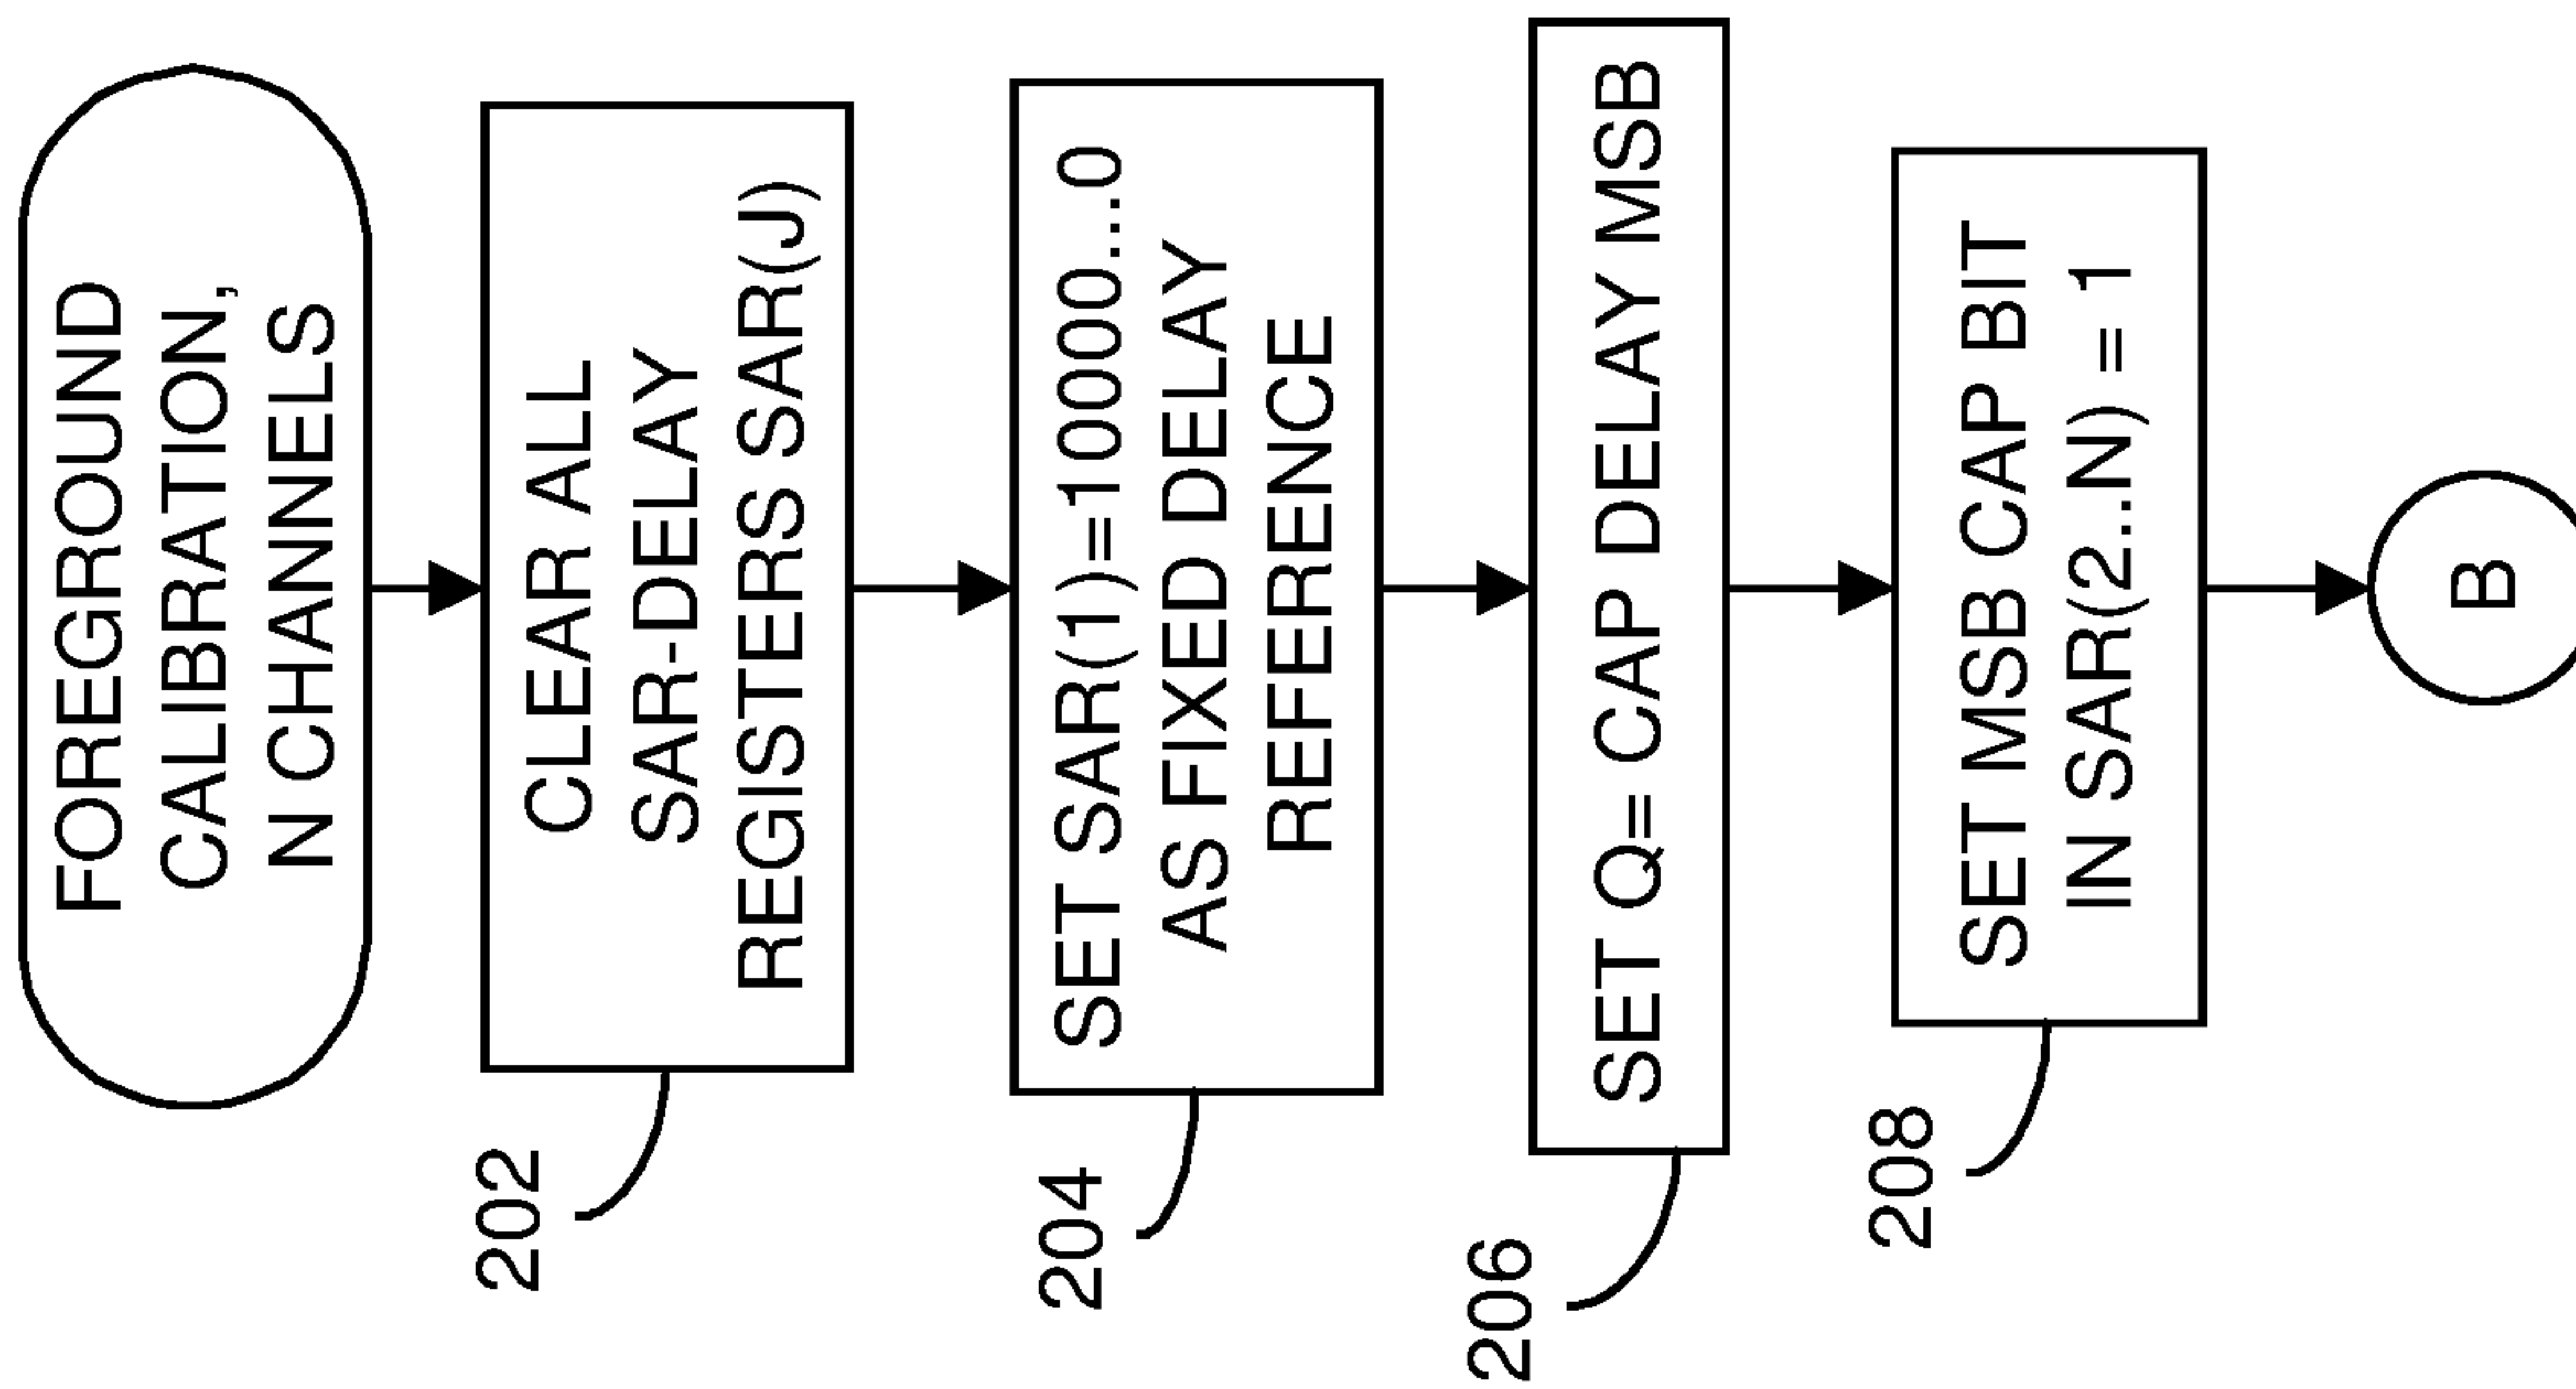 FOREGROUND
CALIBRATION,
N CHANNELS
202
CLEAR ALL
SAR-DELAY
REGISTERS SAR(J)
204
SET SAR(1)=10000...0
AS FIXED DELAY
REFERENCE
206
SET Q= CAP DELAY MSB
208
SET MSB CAP BIT
IN SAR(2...N) = 1
B